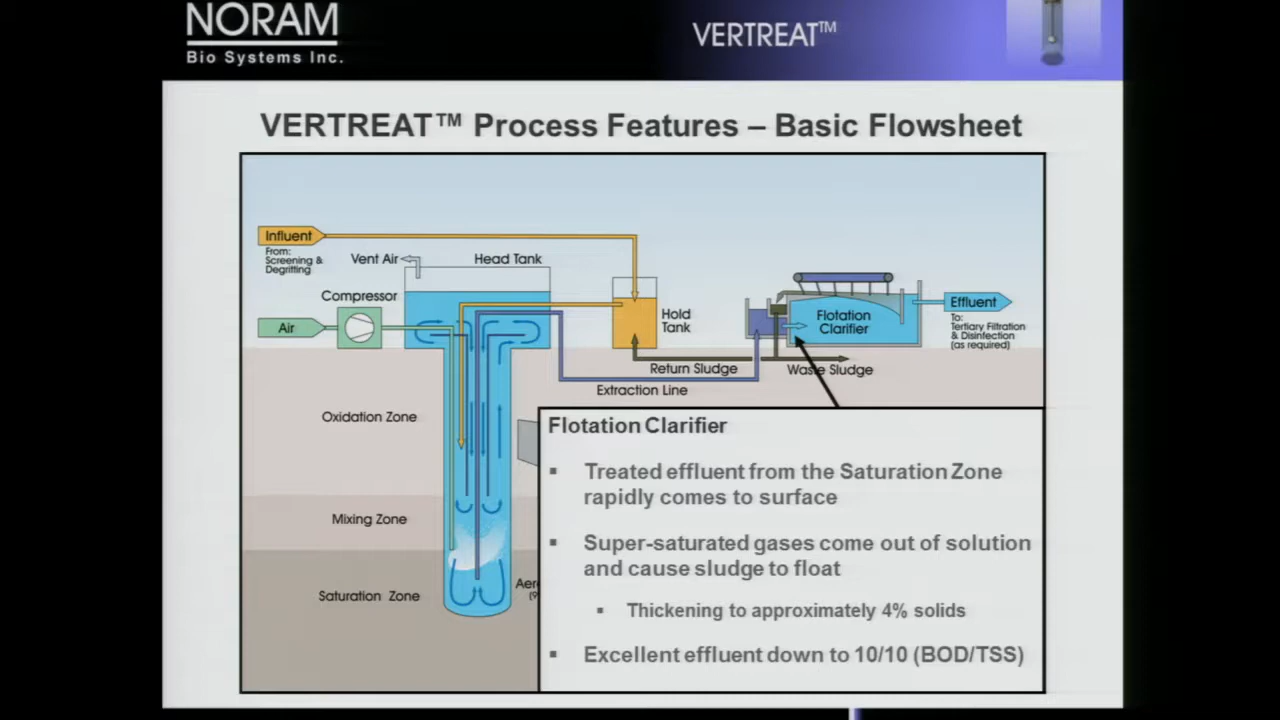 NORAM
Bio Systems Inc.
VERTREAT™
VERTREAT™ Process Features – Basic Flowsheet
Influent
From:
Screening &
Degritting
Vent Air
Head Tank
Compressor
Air
Hold
Tank
Flotation
Clarifier
Effluent
To:
Tertiary Filtration
& Disinfection
(as required)
Return Sludge
Waste Sludge
Extraction Line
Oxidation Zone
Mixing Zone
Saturation Zone
Flotation Clarifier
▪ Treated effluent from the Saturation Zone
rapidly comes to surface
▪ Super-saturated gases come out of solution
and cause sludge to float
▪ Thickening to approximately 4% solids
▪ Excellent effluent down to 10/10 (BOD/TSS)